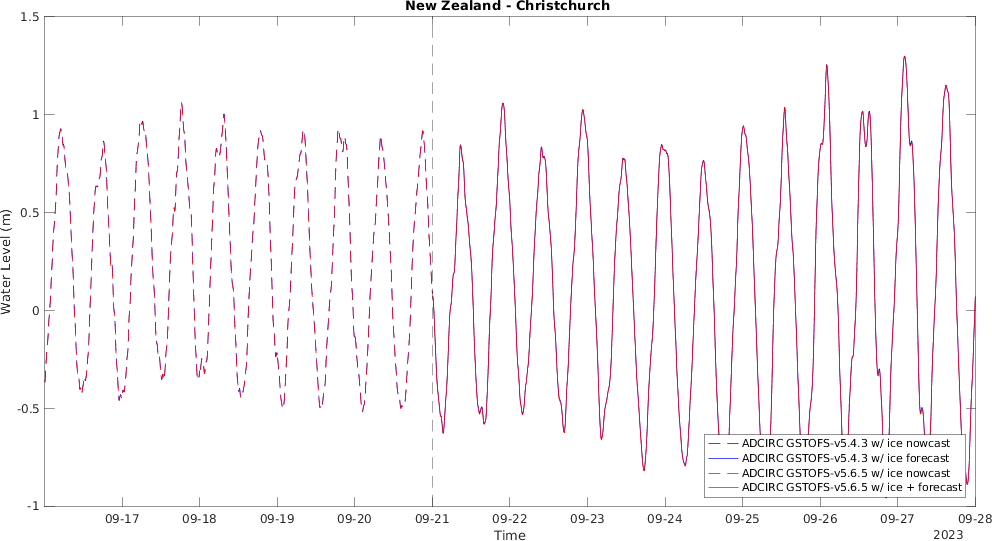 New Zealand - Christchurch
1.5
1
0.5
0
-0.5
-1
Water Level (m)
ADCIRC GSTOFS-v5.4.3 w/ ice nowcast
ADCIRC GSTOFS-v5.4.3 w/ ice forecast
ADCIRC GSTOFS-v5.6.5 w/ ice nowcast
ADCIRC GSTOFS-v5.6.5 w/ ice + forecast
09-17 09-18 09-19 09-20 09-21 09-22 09-23 09-24 09-25 09-26 09-27 09-28
Time
2023